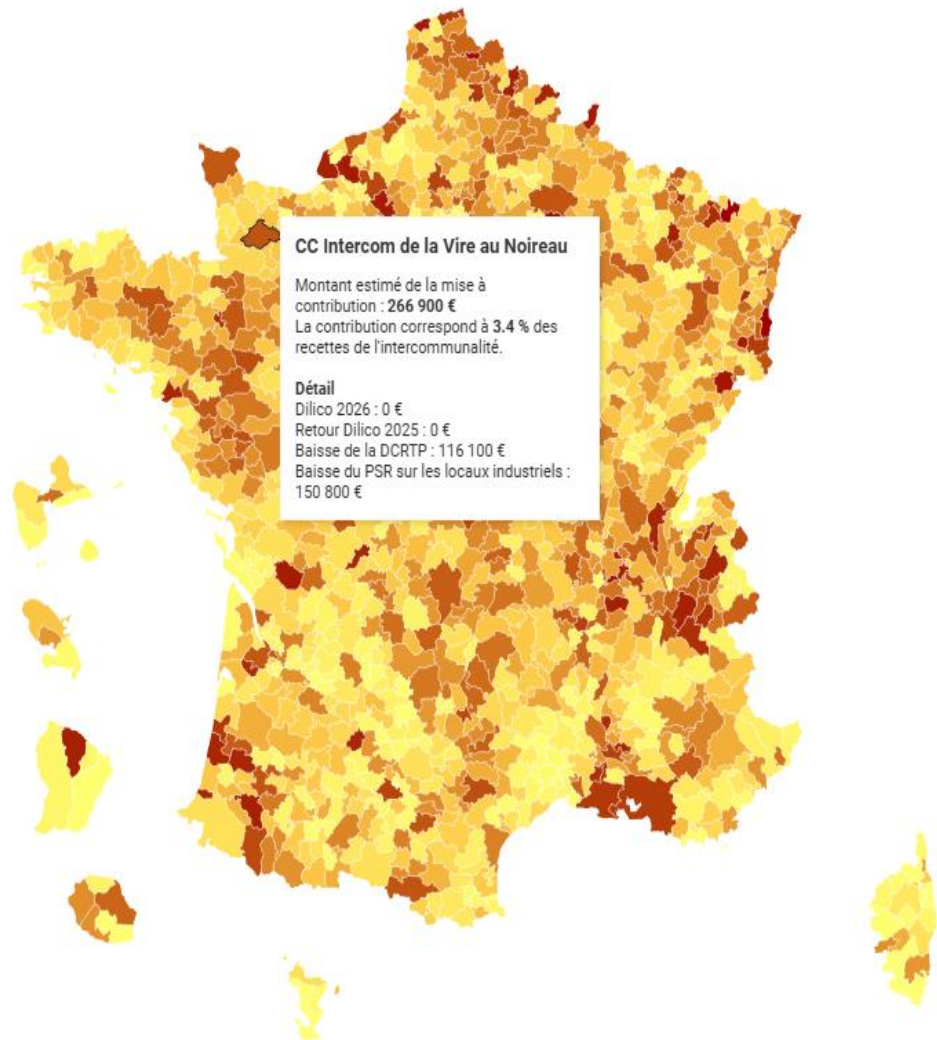 CC Intercom de la Vire au Noireau
Montant estimé de la mise à
contribution : 266 900 €
La contribution correspond à 3.4 % des
recettes de l'intercommunalité.
Détail
Dilico 2026 : 0 €
Retour Dilico 2025 : 0 €
Baisse de la DCRTP : 116 100 €
Baisse du PSR sur les locaux industriels :
150 800 €